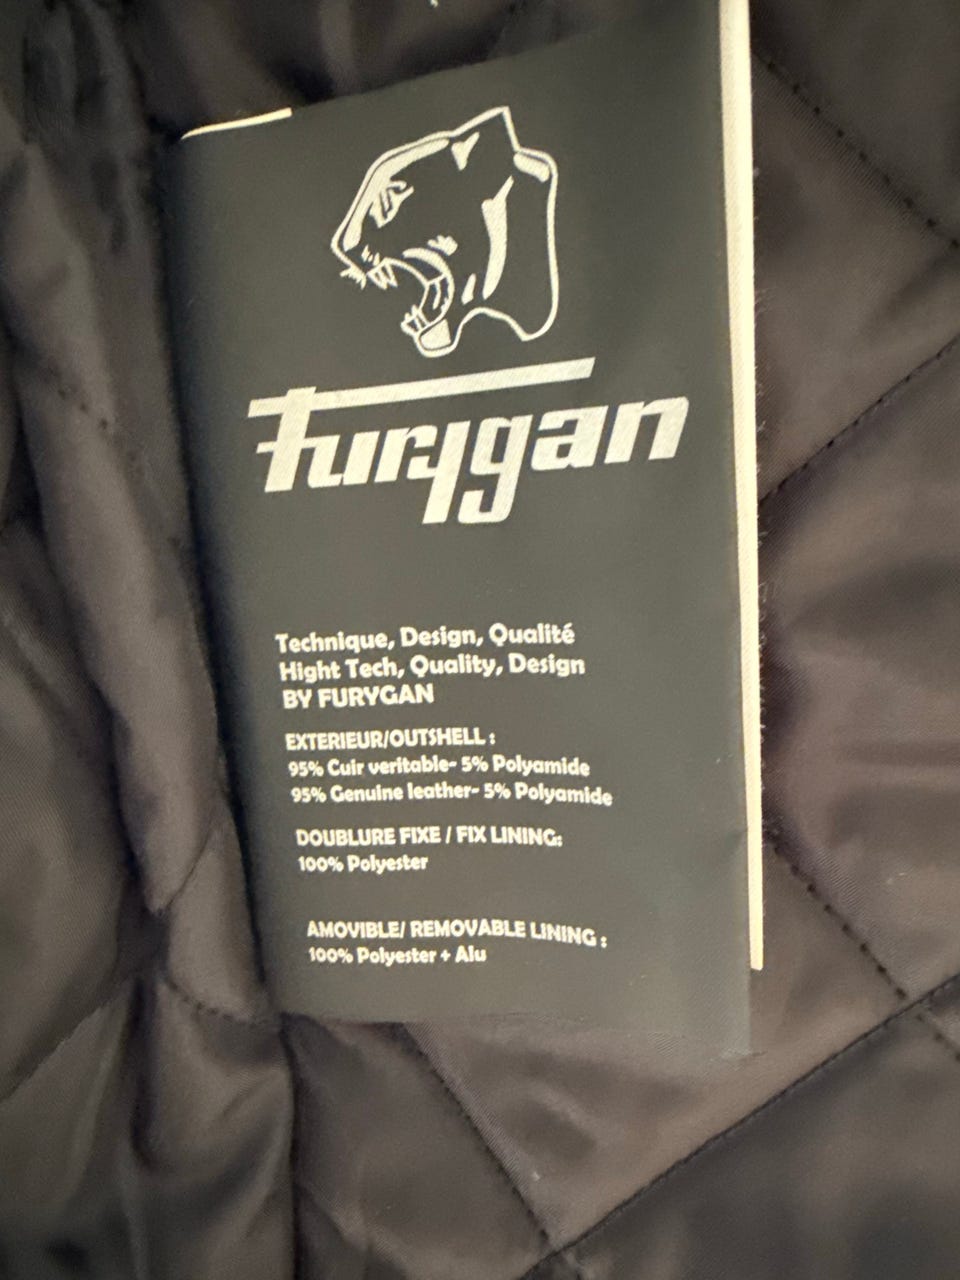 Furygan
Technique, Design, Qualité
Hight Tech, Quality, Design
BY FURYGAN
EXTERIEUR/OUTSHELL :
95% Cuir veritable- 5% Polyamide
95% Genuine leather- 5% Polyamide
DOUBLURE FIXE / FIX LINING:
100% Polyester
AMOVIBLE/ REMOVABLE LINING :
100% Polyester + Alu